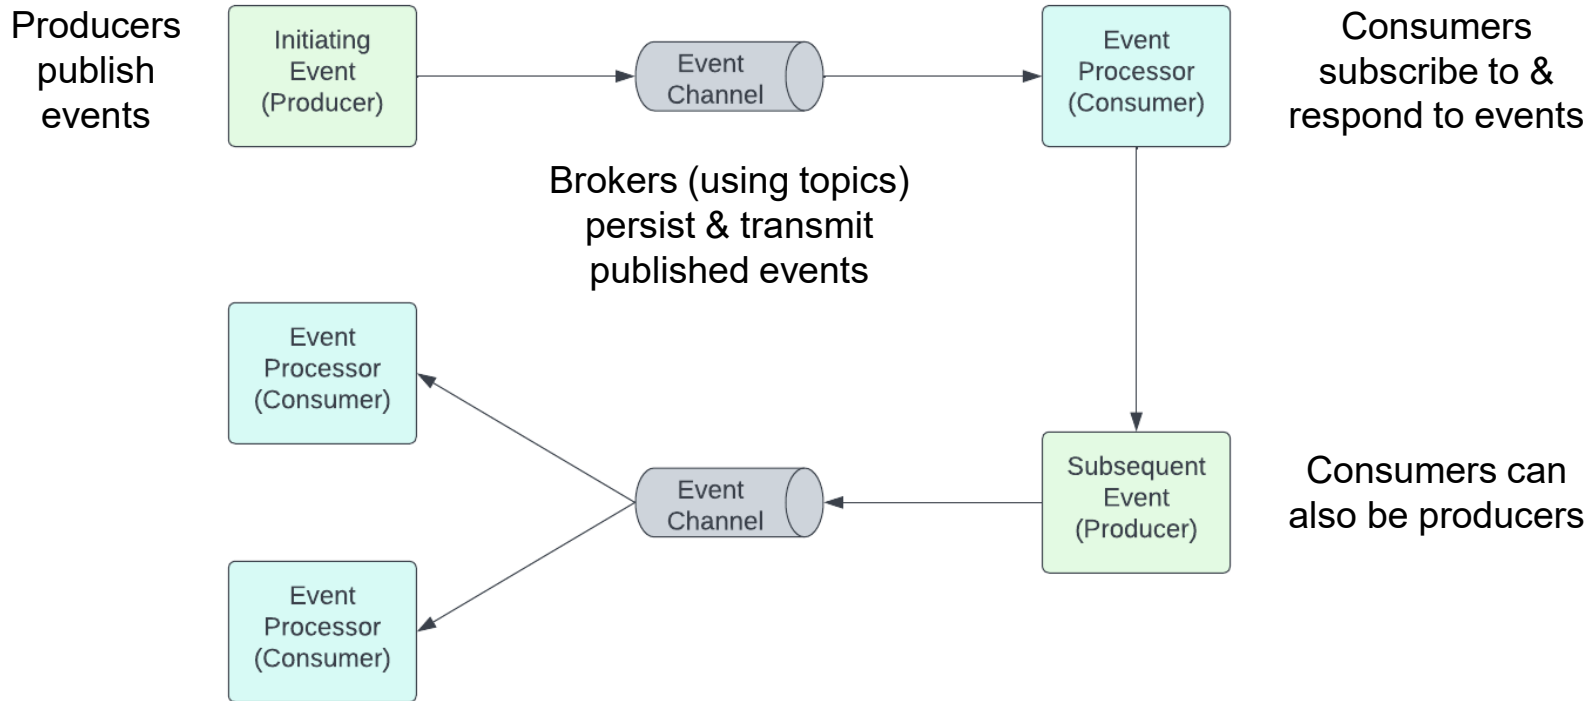 Producers
publish
events
Initiating
Event
(Producer)
Event
Channel
Event
Processor
(Consumer)
Consumers
subscribe to &
respond to events
Brokers (using topics)
persist & transmit
published events
Event
Processor
(Consumer)
Event
Channel
Subsequent
Event
(Producer)
Consumers can
also be producers
Event
Processor
(Consumer)